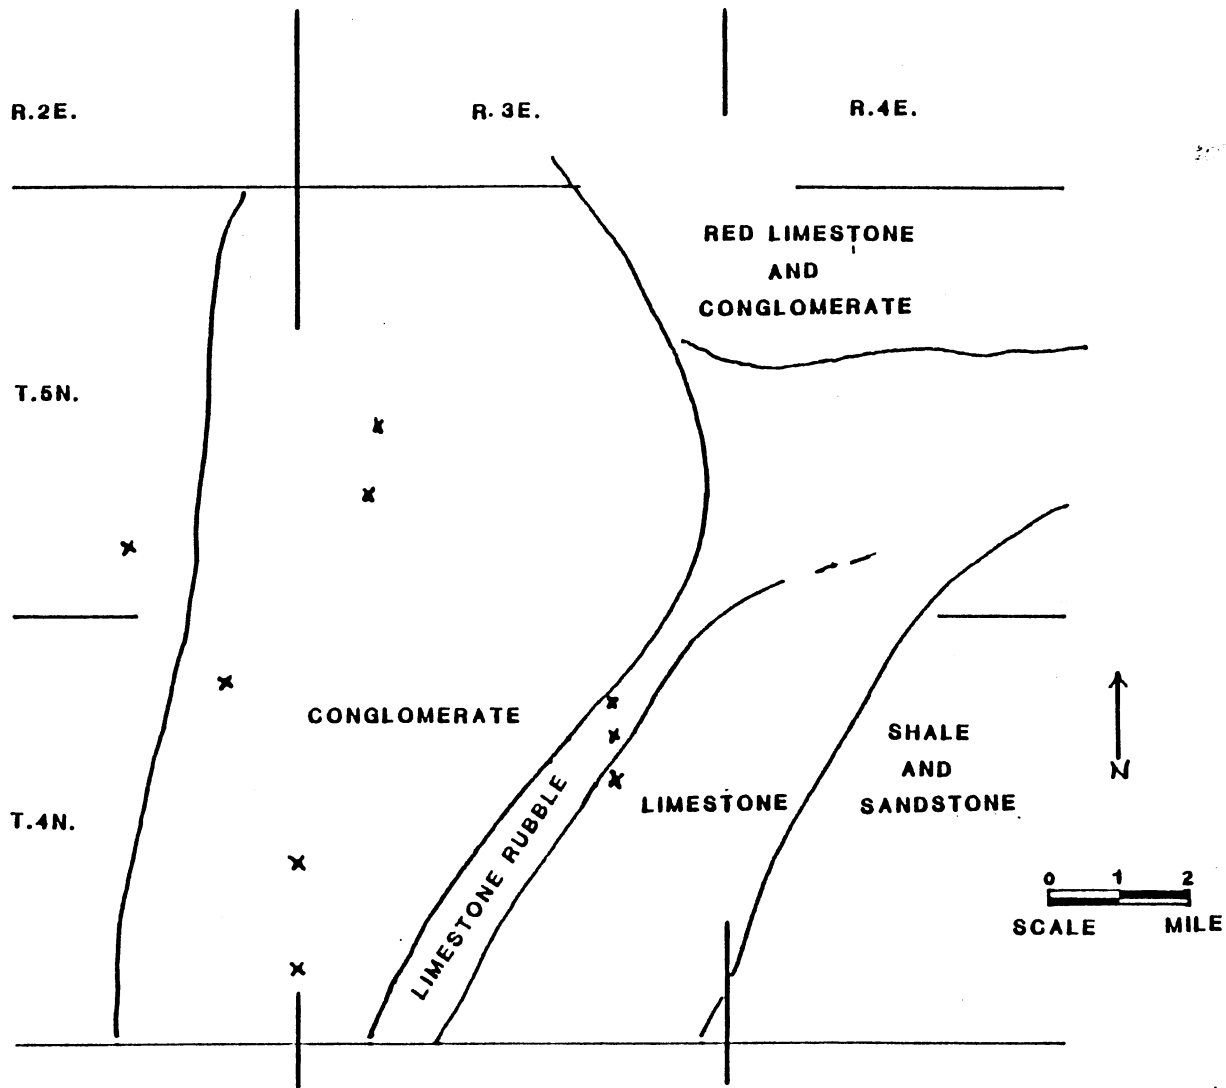 R.2E.
R.3E.
R.4E.
RED LIMESTONE
AND
CONGLOMERATE
T.5N.
CONGLOMERATE
SHALE
AND
SANDSTONE
N
LIMESTONE
LIMESTONE RUBBLE
T.4N.
0 1 2
SCALE MILE